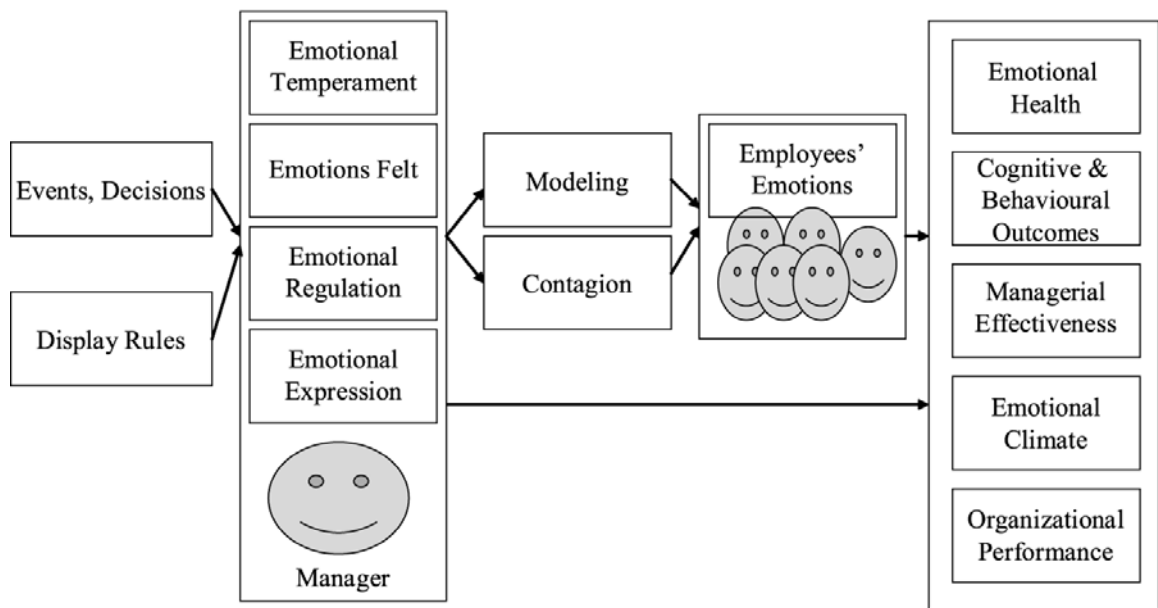 Events, Decisions
Display Rules
Emotional
Temperament
Emotions Felt
Emotional
Regulation
Emotional
Expression
Manager
Modeling
Contagion
Employees’
Emotions
Emotional
Health
Cognitive &
Behavioural
Outcomes
Managerial
Effectiveness
Emotional
Climate
Organizational
Performance